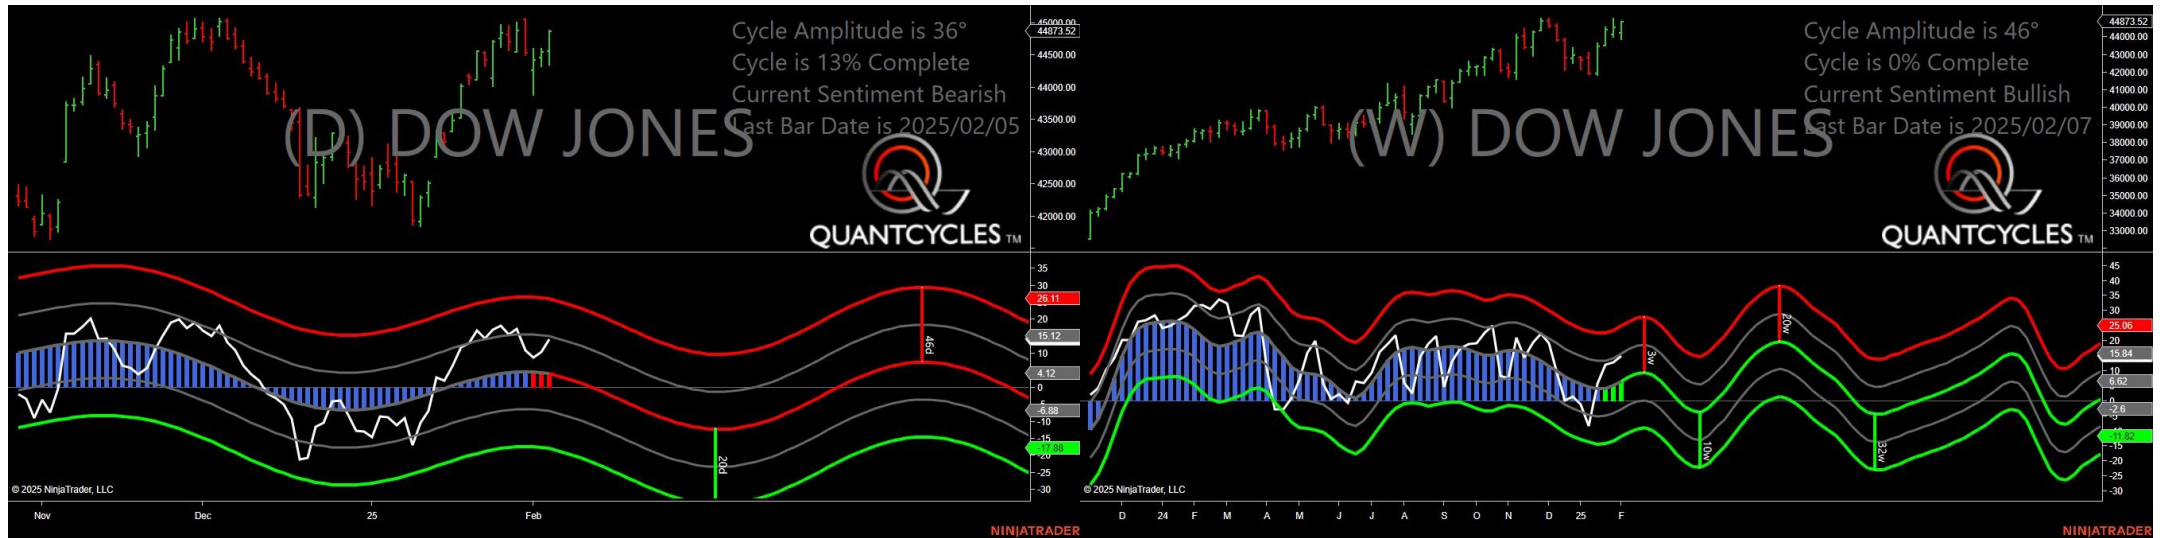 Cycle Amplitude is 36°
Cycle is 13% Complete
Current Sentiment Bearish
Last Bar Date is 2025/02/05
(D) DOW JONES
QUANTCYCLES TM
45000.00
44873.52
44500.00
44000.00
43500.00
43000.00
42500.00
42000.00
35
30
26.11
20
15.12
10
4.12
0
-5
-6.88
-10
-15
-17.88
-20
-25
-30
46d
20d
© 2025 NinjaTrader, LLC
Nov Dec 25 Feb
NINJATRADER
Cycle Amplitude is 46°
Cycle is 0% Complete
Current Sentiment Bullish
Last Bar Date is 2025/02/07
(W) DOW JONES
QUANTCYCLES TM
44873.52
44000.00
42000.00
41000.00
40000.00
39000.00
38000.00
36000.00
35000.00
34000.00
33000.00
45
35
30
25.06
20
15.84
10
6.62
0
-2.6
-5
-11.82
-15
-20
-25
-30
3w
20w
10w
32w
© 2025 NinjaTrader, LLC
D 24 F M A M J J A S O N D 25 F
NINJATRADER